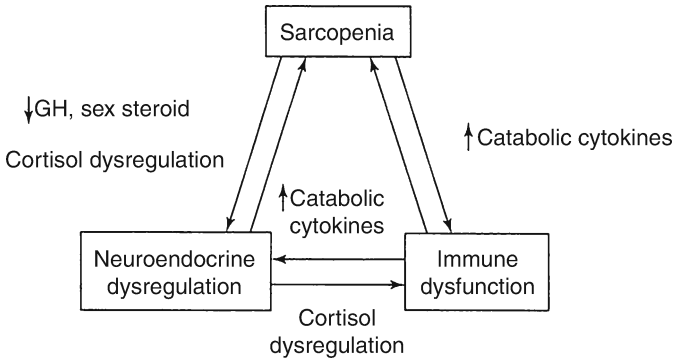 Sarcopenia
↓GH, sex steroid
Cortisol dysregulation
↑Catabolic cytokines
↑Catabolic
cytokines
Neuroendocrine
dysregulation
Immune
dysfunction
Cortisol
dysregulation